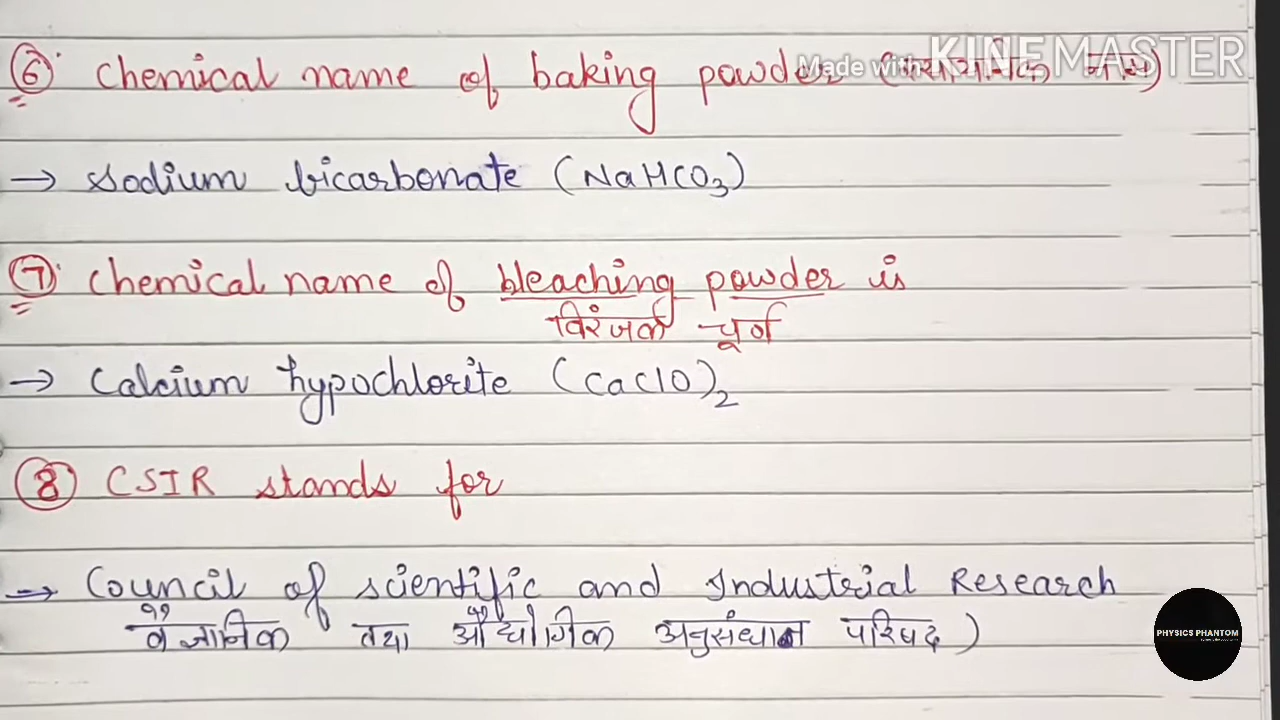 6 Chemical name of baking powder (रासायनिक नाम)
Made with KINEMASTER
→ Sodium bicarbonate (NaHCO3)
7 Chemical name of bleaching powder is
विरंजक चूर्ण
→ Calcium hypochlorite (CaClO)2
8 CSIR stands for
→ Council of scientific and Industrial Research
वैज्ञानिक तथा औद्योगिक अनुसंधान परिषद)
PHYSICS PHANTOM